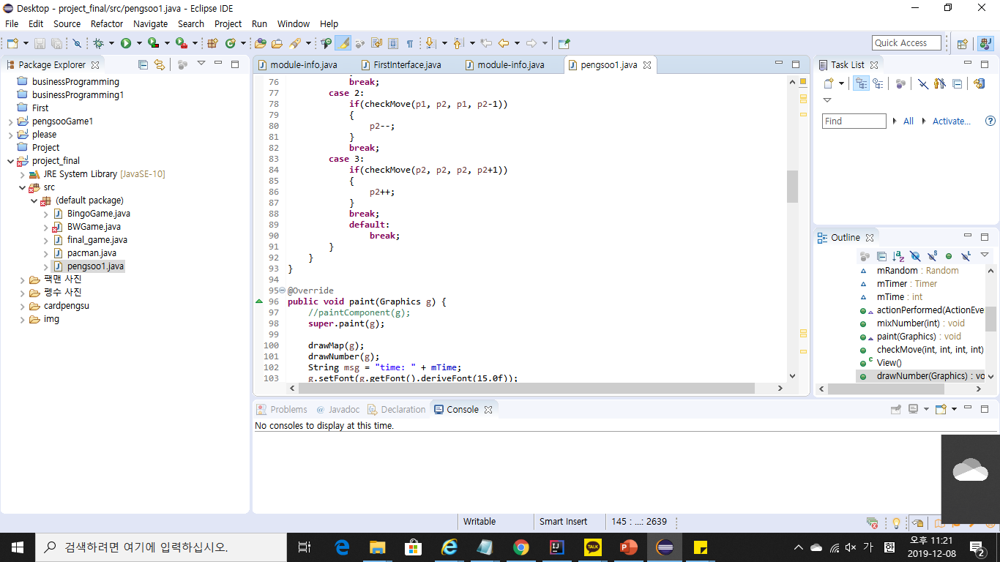 Desktop - project_final/src/pengsoo1.java - Eclipse IDE
File Edit Source Refactor Navigate Search Project Run Window Help
Quick Access
Package Explorer
businessProgramming
businessProgramming1
First
pengsooGame1
please
Project
project_final
JRE System Library [JavaSE-10]
src
(default package)
BingoGame.java
BWGame.java
final_game.java
pacman.java
pengsoo1.java
팩맨 사진
펭수 사진
cardpengsu
img
module-info.java FirstInterface.java module-info.java pengsoo1.java
76 break;
77 case 2:
78 if(checkMove(p1, p2, p1, p2-1))
79 {
80 p2--;
81 }
82 break;
83 case 3:
84 if(checkMove(p2, p2, p2, p2+1))
85 {
86 p2++;
87 }
88 break;
89 default:
90 break;
91 }
92 }
93 }
94
95 @Override
96 public void paint(Graphics g) {
97 //paintComponent(g);
98 super.paint(g);
99
100 drawMap(g);
101 drawNumber(g);
102 String msg = "time: " + mTime;
103 g.setFont(g.getFont().deriveFont(15.0f));
Task List
Find All Activate...
Outline
mRandom : Random
mTimer : Timer
mTime : int
actionPerformed(ActionEve
mixNumber(int) : void
paint(Graphics) : void
checkMove(int, int, int, int)
View()
drawNumber(Graphics) : vo
Problems Javadoc Declaration Console
No consoles to display at this time.
Writable Smart Insert 145 : ...: 2639
검색하려면 여기에 입력하십시오.
TALK
가 한 오후 11:21
2019-12-08
2